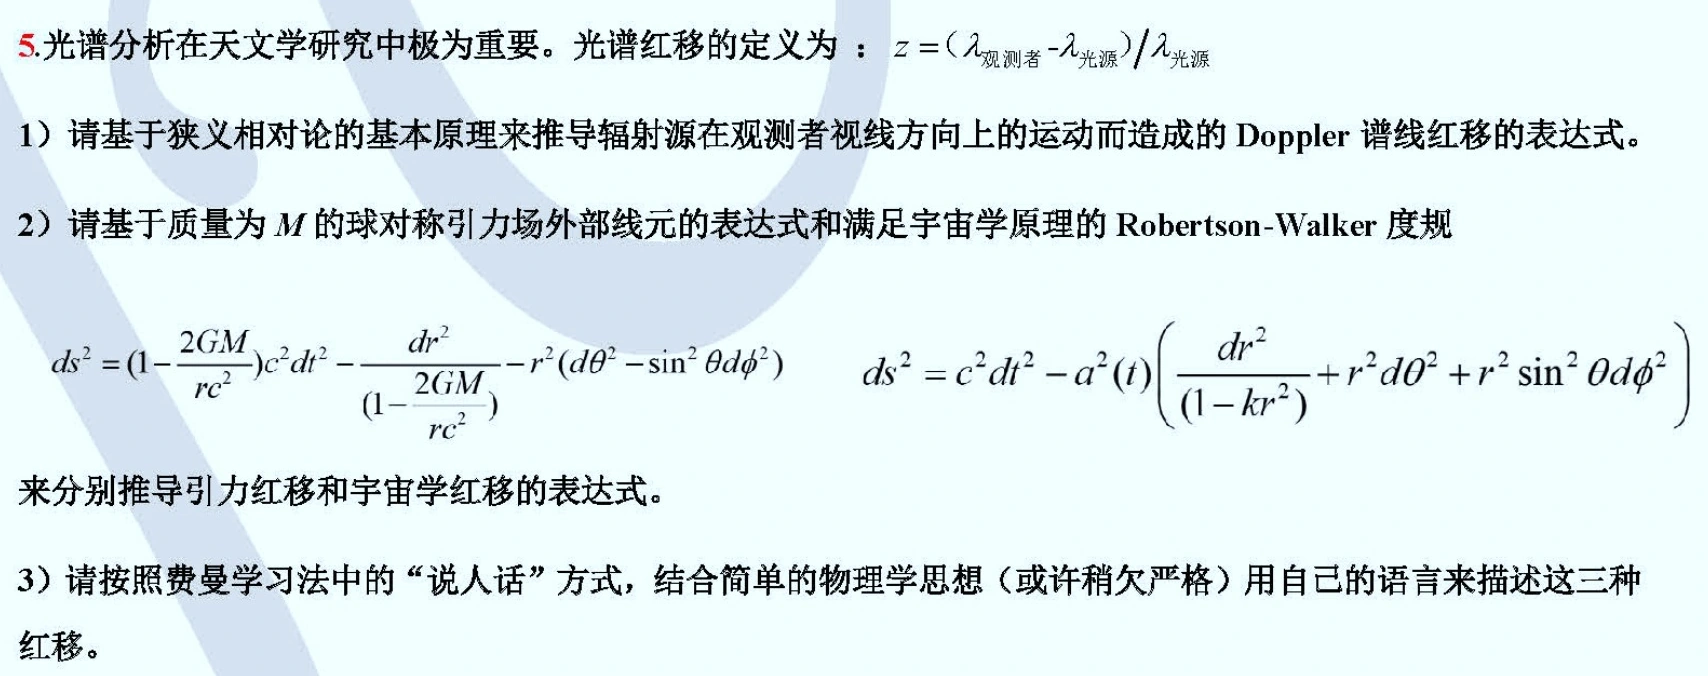 5.光谱分析在天文学研究中极为重要。光谱红移的定义为 ： z =(λ观测者-λ光源)/λ光源
1）请基于狭义相对论的基本原理来推导辐射源在观测者视线方向上的运动而造成的 Doppler 谱线红移的表达式。
2）请基于质量为 M 的球对称引力场外部线元的表达式和满足宇宙学原理的 Robertson-Walker 度规
ds² = (1 − 2GM/rc²)c²dt² − dr²/(1 − 2GM/rc²) − r²(dθ² − sin²θdϕ²) ds² = c²dt² − a²(t)(dr²/(1 − kr²) + r²dθ² + r² sin²θdϕ²)
来分别推导引力红移和宇宙学红移的表达式。
3）请按照费曼学习法中的“说人话”方式，结合简单的物理学思想（或许稍欠严格）用自己的语言来描述这三种
红移。